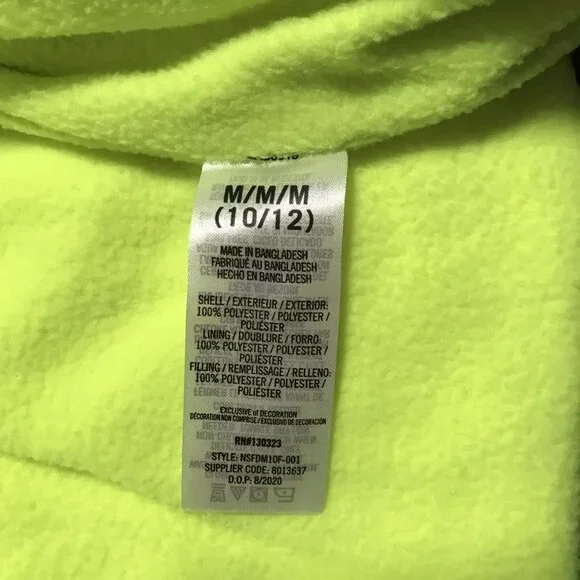 M/M/M
(10/12)
MADE IN BANGLADESH
FABRIQUÉ AU BANGLADESH
HECHO EN BANGLADESH
SHELL / EXTERIEUR / EXTERIOR:
100% POLYESTER / POLYESTER /
POLIÉSTER
LINING / DOUBLURE / FORRO:
100% POLYESTER / POLYESTER /
POLIÉSTER
FILLING / REMPLISSAGE / RELLENO:
100% POLYESTER / POLYESTER /
POLIÉSTER
EXCLUSIVE of DECORATION
DÉCORATION NON COMPRISE / EXCLUSIVO DE DECORACIÓN
RN#130323
STYLE: NSFDM10F-001
SUPPLIER CODE: 8013637
D.O.P: 8/2020